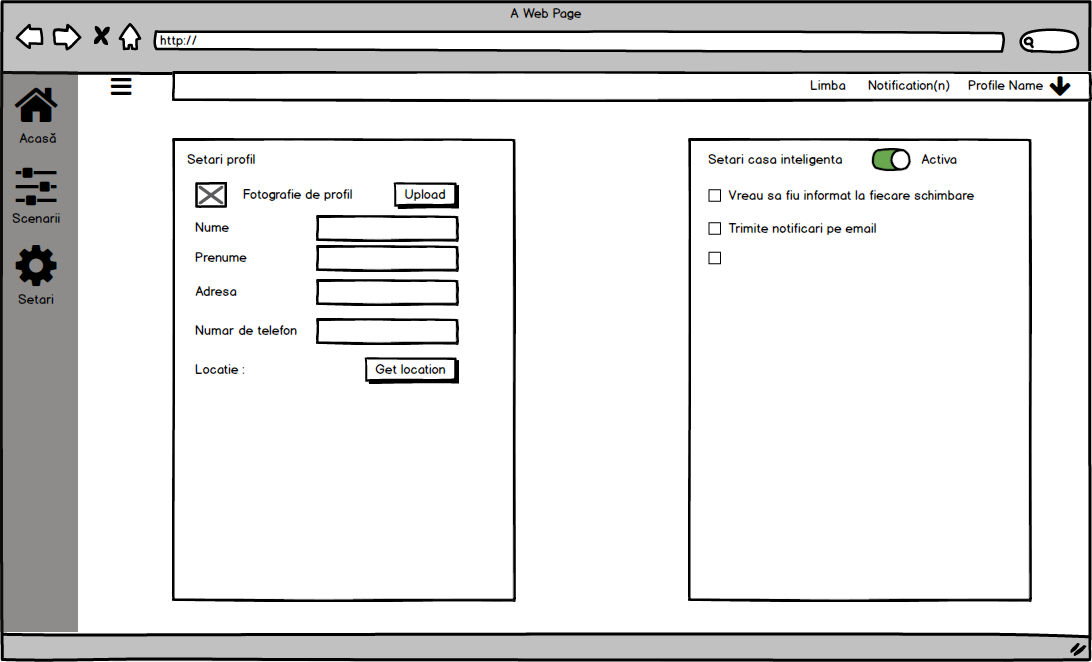 A Web Page
http://
Limba Notification(n) Profile Name
Acasă
Scenarii
Setari
Setari profil
Fotografie de profil Upload
Nume
Prenume
Adresa
Numar de telefon
Locatie : Get location
Setari casa inteligenta Activa
Vreau sa fiu informat la fiecare schimbare
Trimite notificari pe email